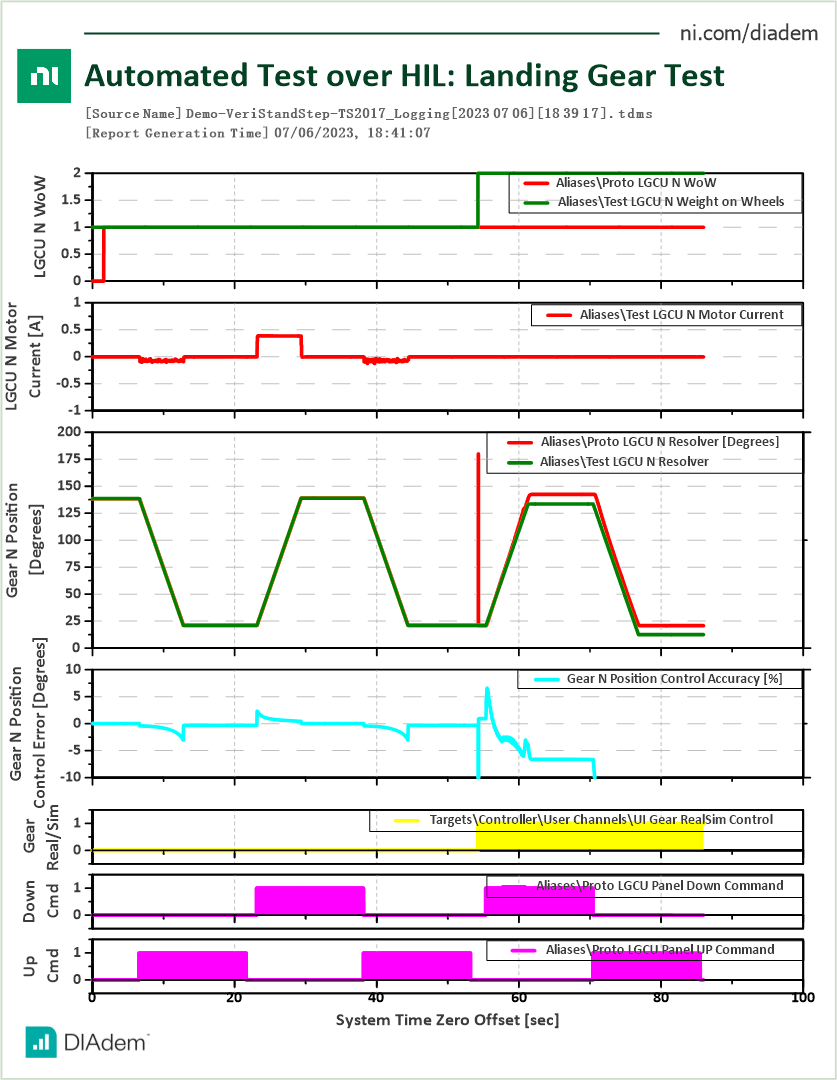 ni.com/diadem
ni
Automated Test over HIL: Landing Gear Test
[Source Name] Demo-VeriStandStep-TS2017_Logging[2023 07 06][18 39 17].tdms
[Report Generation Time] 07/06/2023, 18:41:07
LGCU N WoW
2
1.5
1
0.5
0
Aliases\Proto LGCU N WoW
Aliases\Test LGCU N Weight on Wheels
LGCU N Motor
Current [A]
1
0.5
0
-0.5
-1
Aliases\Test LGCU N Motor Current
Gear N Position
[Degrees]
200
175
150
125
100
75
50
25
0
Aliases\Proto LGCU N Resolver [Degrees]
Aliases\Test LGCU N Resolver
Gear N Position
Control Error [Degrees]
10
5
0
-5
-10
Gear N Position Control Accuracy [%]
Gear
Real/Sim
1
0
Targets\Controller\User Channels\UI Gear RealSim Control
Down
Cmd
1
0
Aliases\Proto LGCU Panel Down Command
Up
Cmd
1
0
Aliases\Proto LGCU Panel UP Command
0 20 40 60 80 100
System Time Zero Offset [sec]
DIAdem™